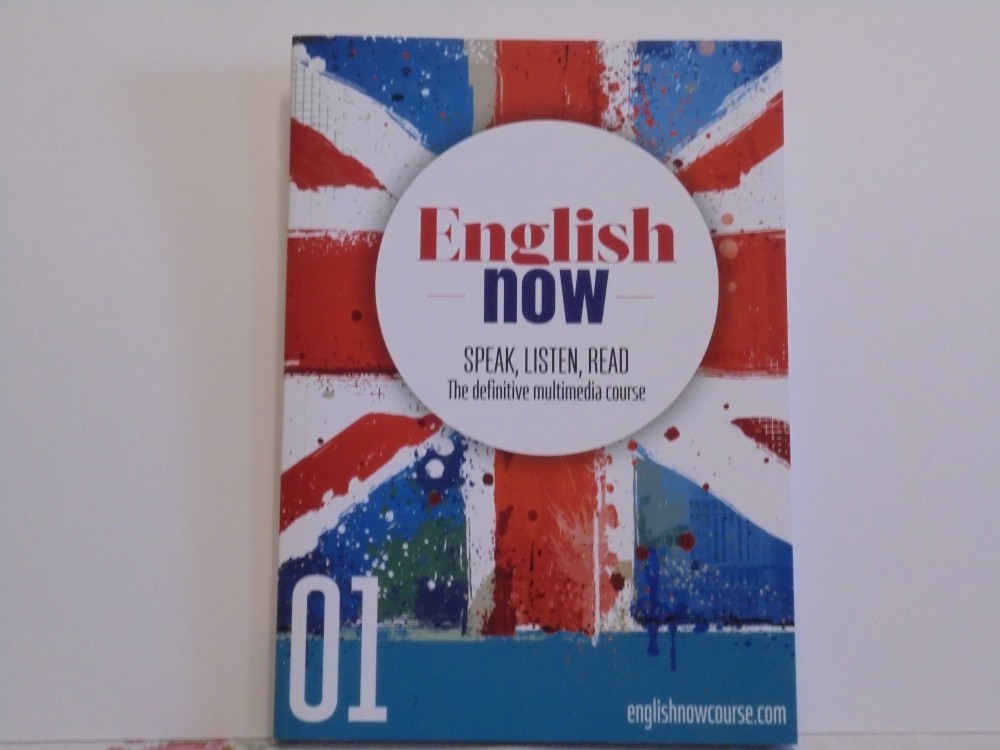 English
now
SPEAK, LISTEN, READ
The definitive multimedia course
01
englishnowcourse.com